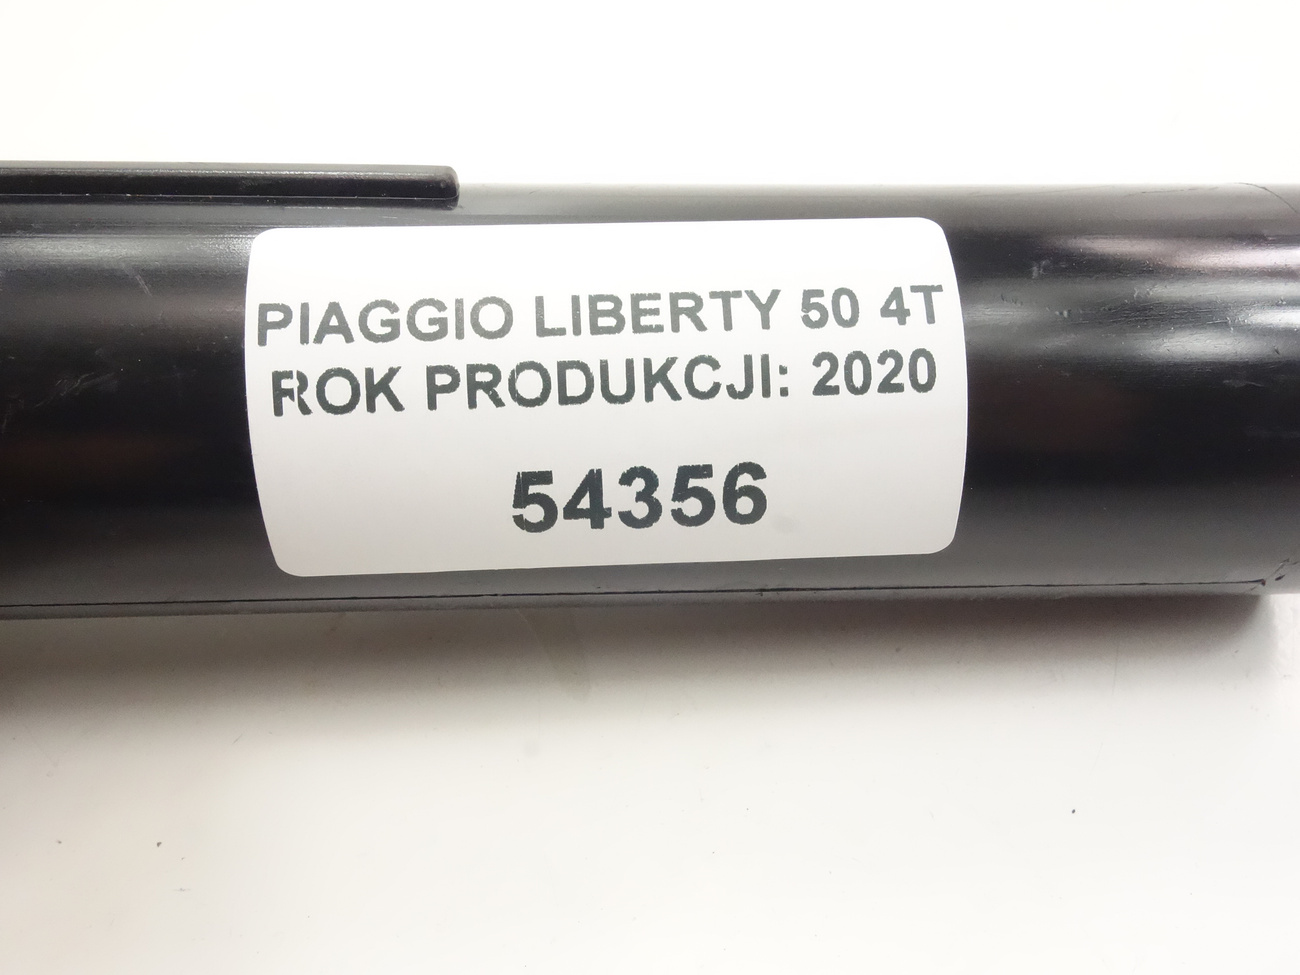 PIAGGIO LIBERTY 50 4T
ROK PRODUKCJI: 2020
54356